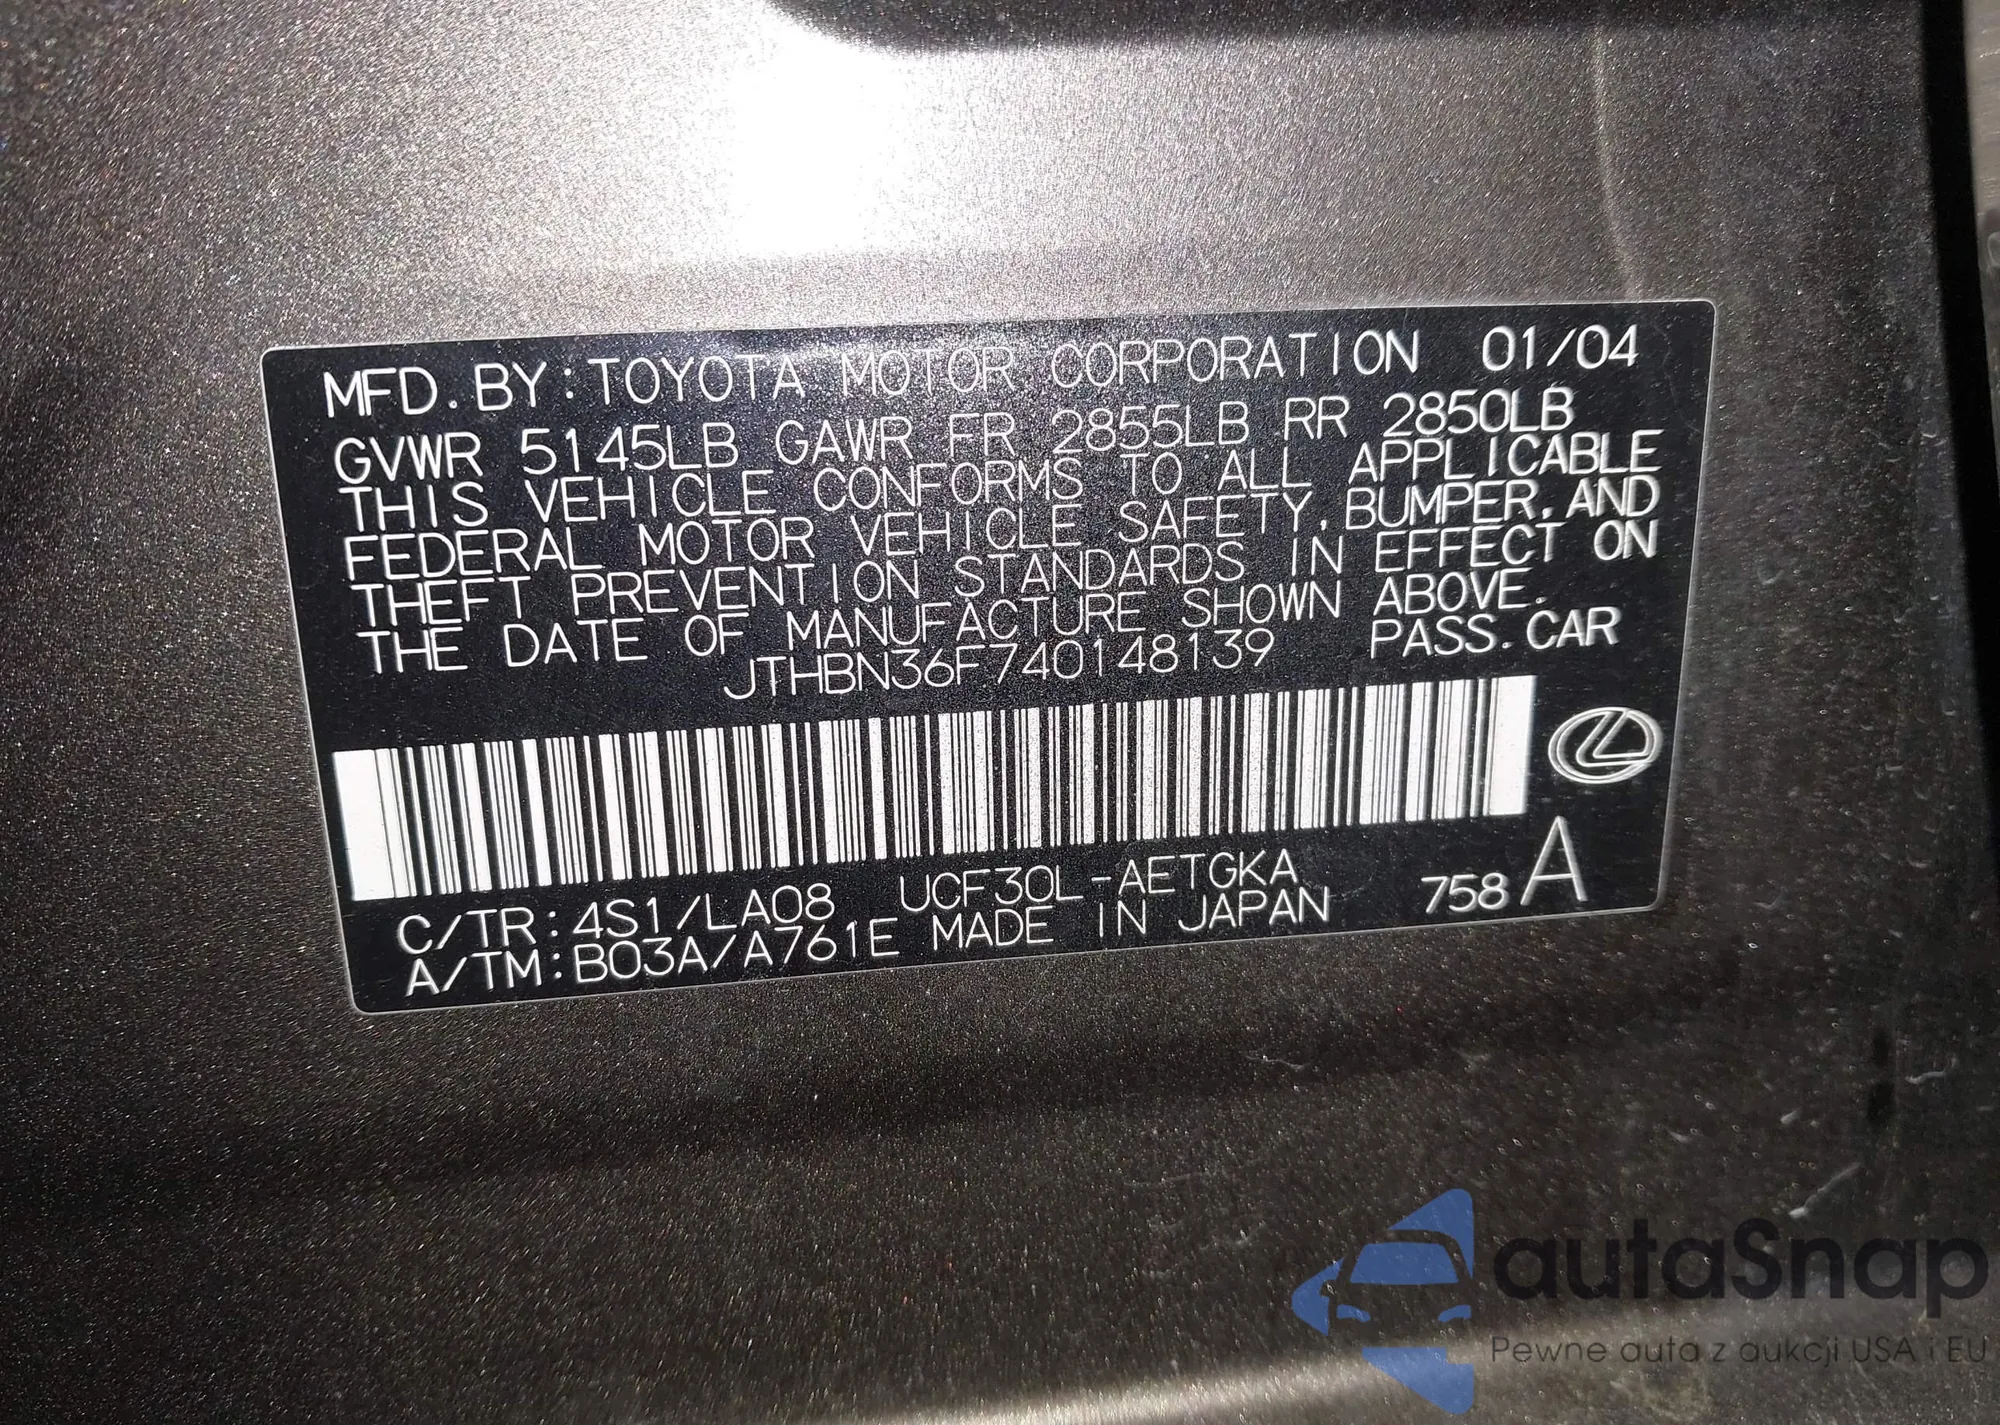 MFD. BY: TOYOTA MOTOR CORPORATION 01/04
GVWR 5145LB GAWR FR 2855LB RR 2850LB
THIS VEHICLE CONFORMS TO ALL APPLICABLE
FEDERAL MOTOR VEHICLE SAFETY, BUMPER, AND
THEFT PREVENTION STANDARDS IN EFFECT ON
THE DATE OF MANUFACTURE SHOWN ABOVE.
JTHBN36F740148139 PASS. CAR
C/TR: 4S1/LA08 UCF30L-AETGKA
A/TM: B03A/A761E MADE IN JAPAN 758 A
autaSnap
Pewne auta z aukcji USA i EU